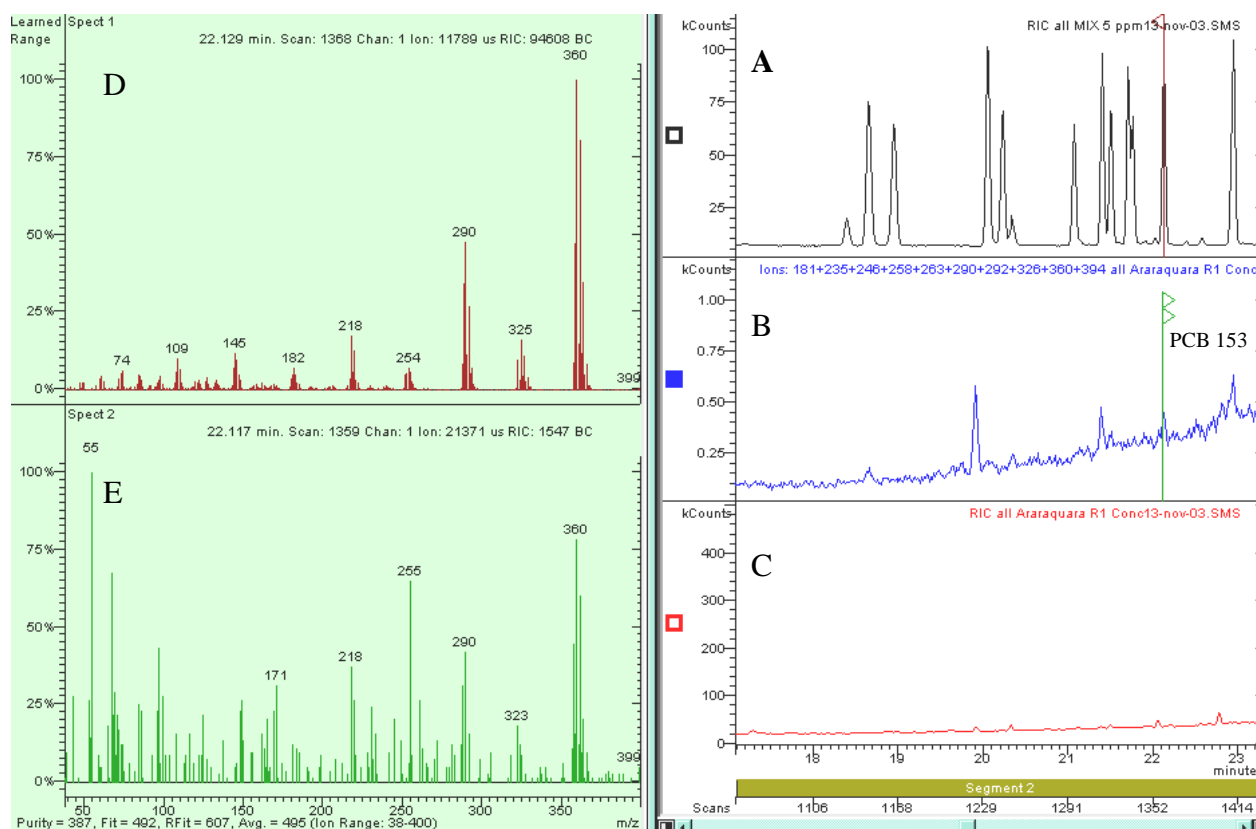 Learned Range
Spect 1
22.129 min. Scan: 1368 Chan: 1 Ion: 11789 us RIC: 94608 BC
D
360
100%
75%
50%
290
25%
218
325
145
109
74
182
254
0%
399
Spect 2
22.117 min. Scan: 1359 Chan: 1 Ion: 21371 us RIC: 1547 BC
55
E
100%
75%
360
255
50%
290
218
171
25%
323
0%
399
50
100
150
200
250
300
350
m/z
Purity = 387, Fit = 492, RFit = 607, Avg. = 495 (Ion Range: 38-400)
kCounts
RIC all MIX 5 ppm13-nov-03.SMS
A
100
75
50
25
kCounts
Ions: 181+235+246+258+263+290+292+326+360+394 all Araraquara R1 Conc
1.00
B
PCB 153
0.75
0.50
0.25
kCounts
RIC all Araraquara R1 Conc13-nov-03.SMS
C
400
300
200
100
0
18
19
20
21
22
23
minute
Segment 2
Scans
1106
1168
1229
1291
1352
1414